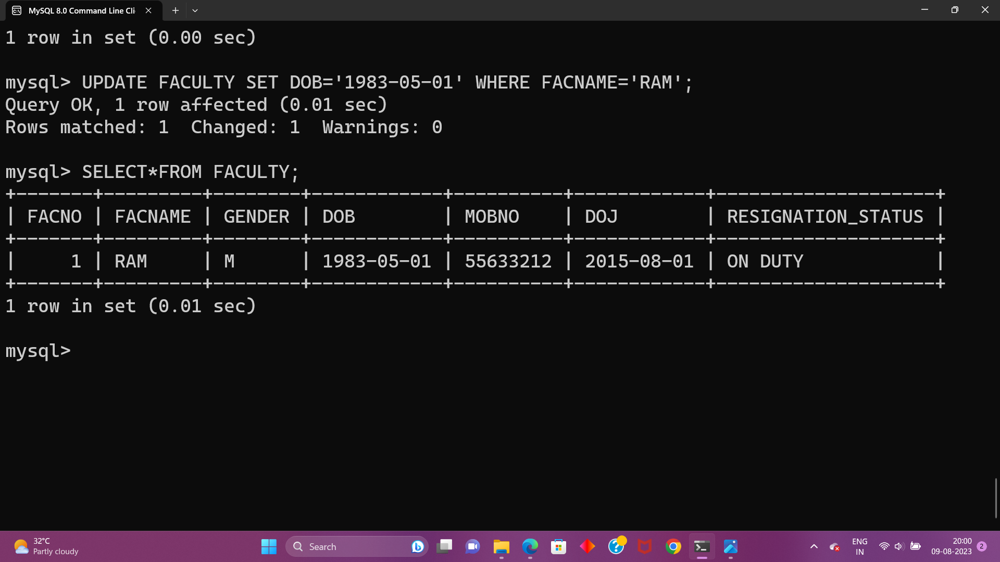 MySQL 8.0 Command Line Cli
1 row in set (0.00 sec)
mysql> UPDATE FACULTY SET DOB='1983-05-01' WHERE FACNAME='RAM';
Query OK, 1 row affected (0.01 sec)
Rows matched: 1  Changed: 1  Warnings: 0
mysql> SELECT*FROM FACULTY;
+-------+---------+--------+------------+----------+------------+--------------------+
| FACNO | FACNAME | GENDER | DOB        | MOBNO    | DOJ        | RESIGNATION_STATUS |
+-------+---------+--------+------------+----------+------------+--------------------+
|     1 | RAM     | M      | 1983-05-01 | 55633212 | 2015-08-01 | ON DUTY            |
+-------+---------+--------+------------+----------+------------+--------------------+
1 row in set (0.01 sec)
mysql>
32°C
Partly cloudy
Search
ENG
IN
20:00
09-08-2023
2